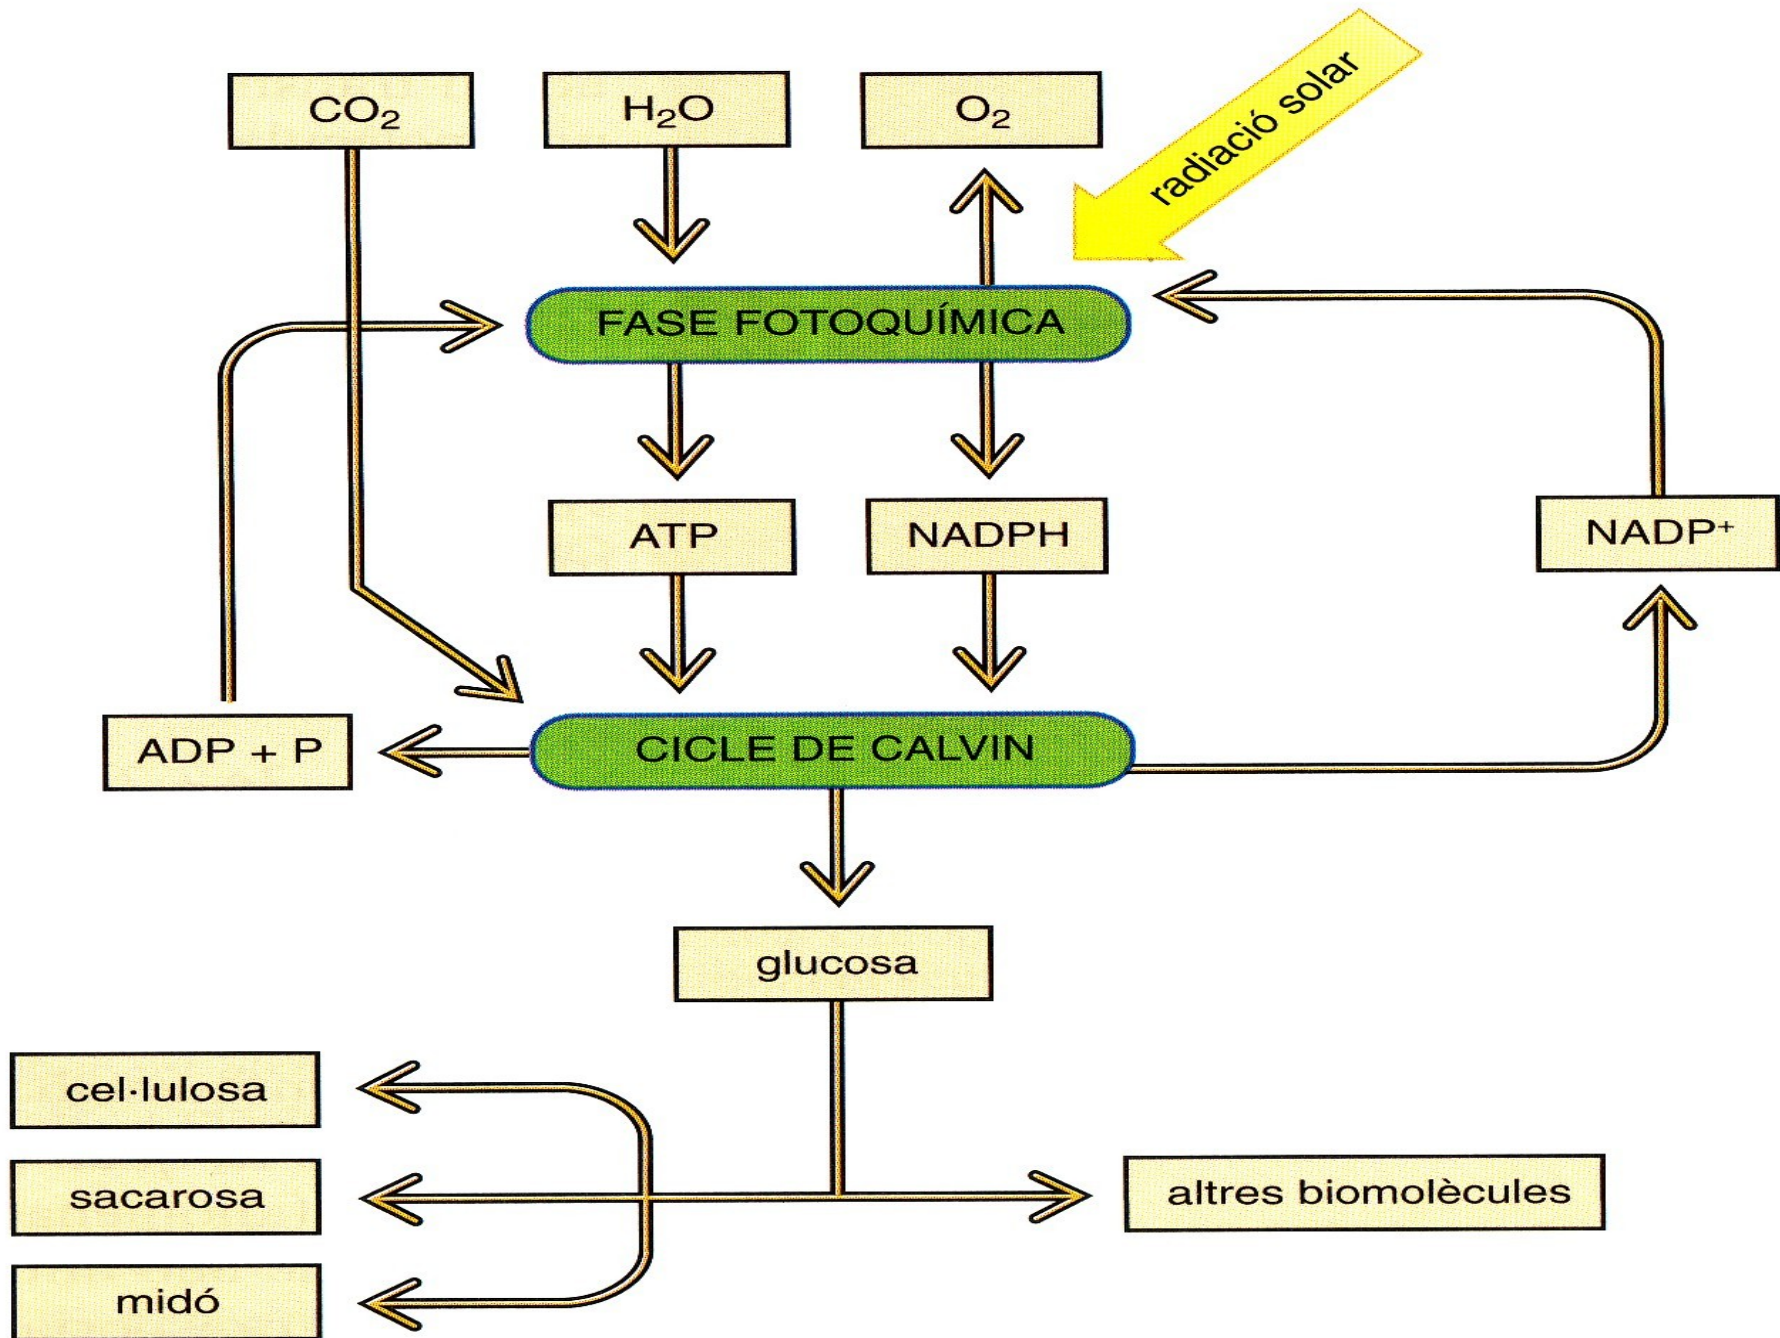 CO₂
H₂O
O₂
radiació solar
FASE FOTOQUÍMICA
ATP
NADPH
NADP⁺
ADP + P
CICLE DE CALVIN
glucosa
cel·lulosa
sacarosa
altres biomolècules
midó